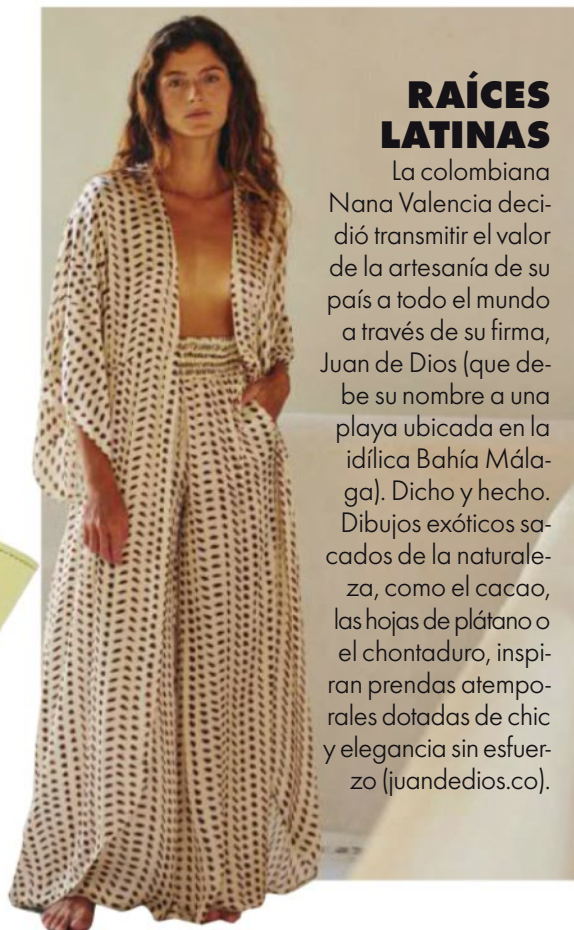 RAÍCES
LATINAS
La colombiana
Nana Valencia deci-
dió transmitir el valor
de la artesanía de su
país a todo el mundo
a través de su firma,
Juan de Dios (que de-
be su nombre a una
playa ubicada en la
idílica Bahía Mála-
ga). Dicho y hecho.
Dibujos exóticos sa-
cados de la naturale-
za, como el cacao,
las hojas de plátano o
el chontaduro, inspi-
ran prendas atempo-
rales dotadas de chic
y elegancia sin esfuer-
zo (juandedios.co).